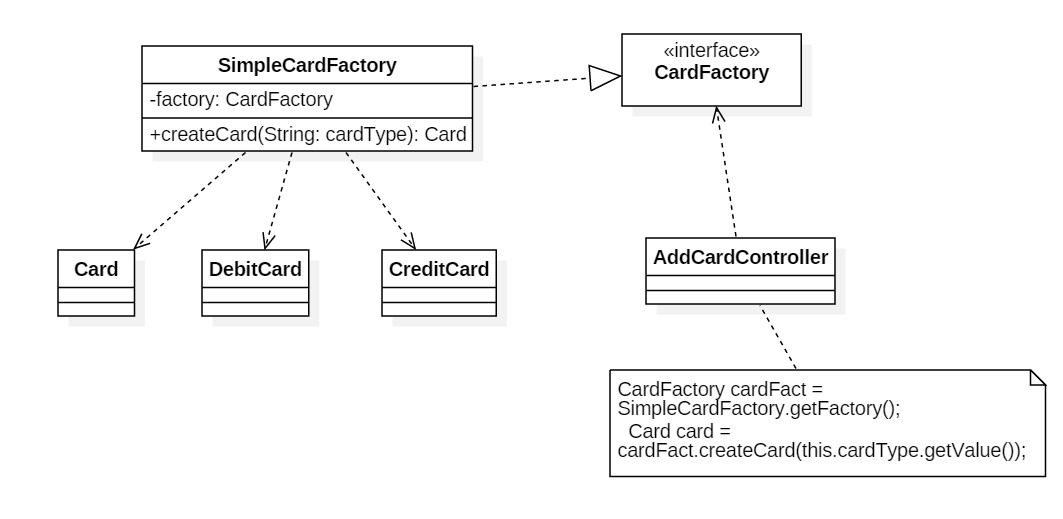 SimpleCardFactory
-factory: CardFactory
+createCard(String: cardType): Card
«interface»
CardFactory
Card
DebitCard
CreditCard
AddCardController
CardFactory cardFact =
SimpleCardFactory.getFactory();
Card card =
cardFact.createCard(this.cardType.getValue());